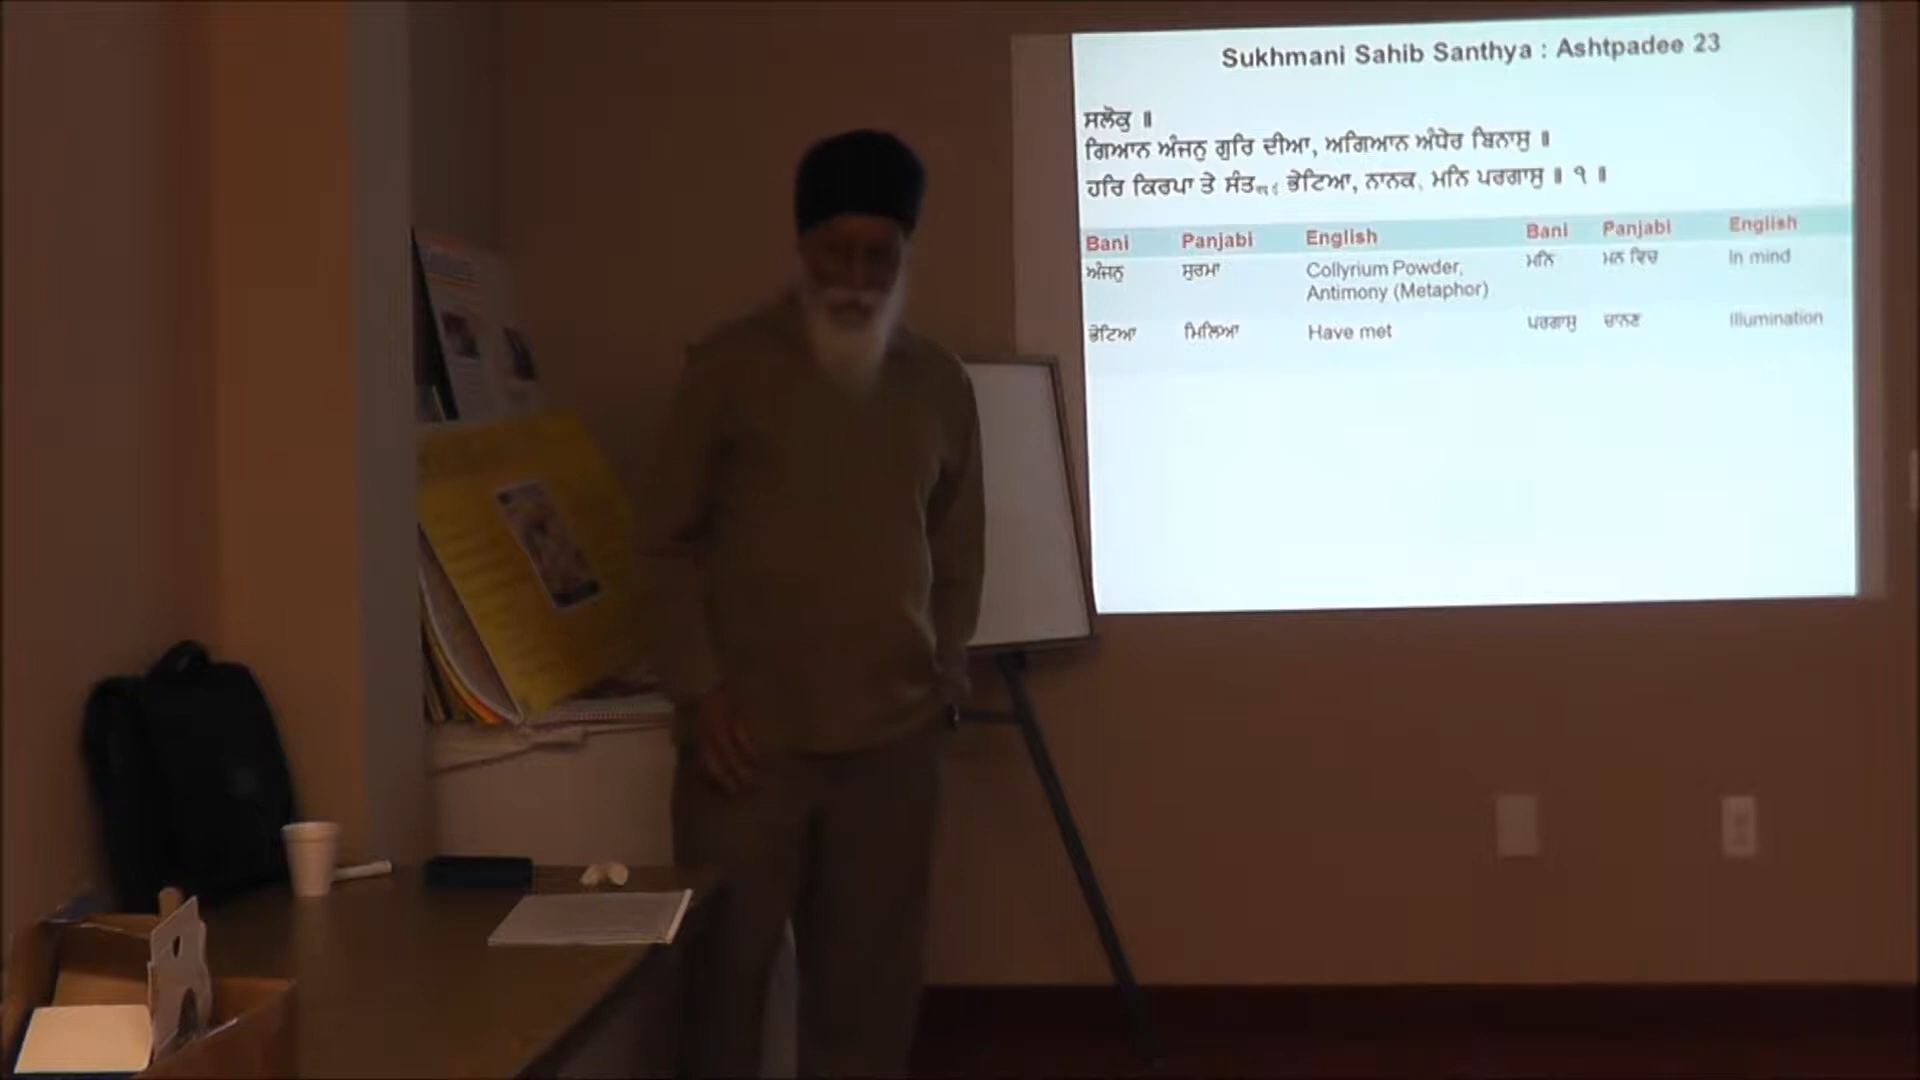 Sukhmani Sahib Santhya : Ashtpadee 23
ਸਲੋਕੁ ॥
ਗਿਆਨ ਅੰਜਨੁ ਗੁਰਿ ਦੀਆ, ਅਗਿਆਨ ਅੰਧੇਰ ਬਿਨਾਸੁ ॥
ਹਰਿ ਕਿਰਪਾ ਤੇ ਸੰਤ ਭੇਟਿਆ, ਨਾਨਕ, ਮਨਿ ਪਰਗਾਸੁ ॥ ੧ ॥
Bani Panjabi English Bani Panjabi English
ਅੰਜਨੁ ਸੁਰਮਾ Collyrium Powder, ਮਨਿ ਮਨ ਵਿਚ In mind
Antimony (Metaphor)
ਭੇਟਿਆ ਮਿਲਿਆ Have met ਪਰਗਾਸੁ ਚਾਨਣ Illumination